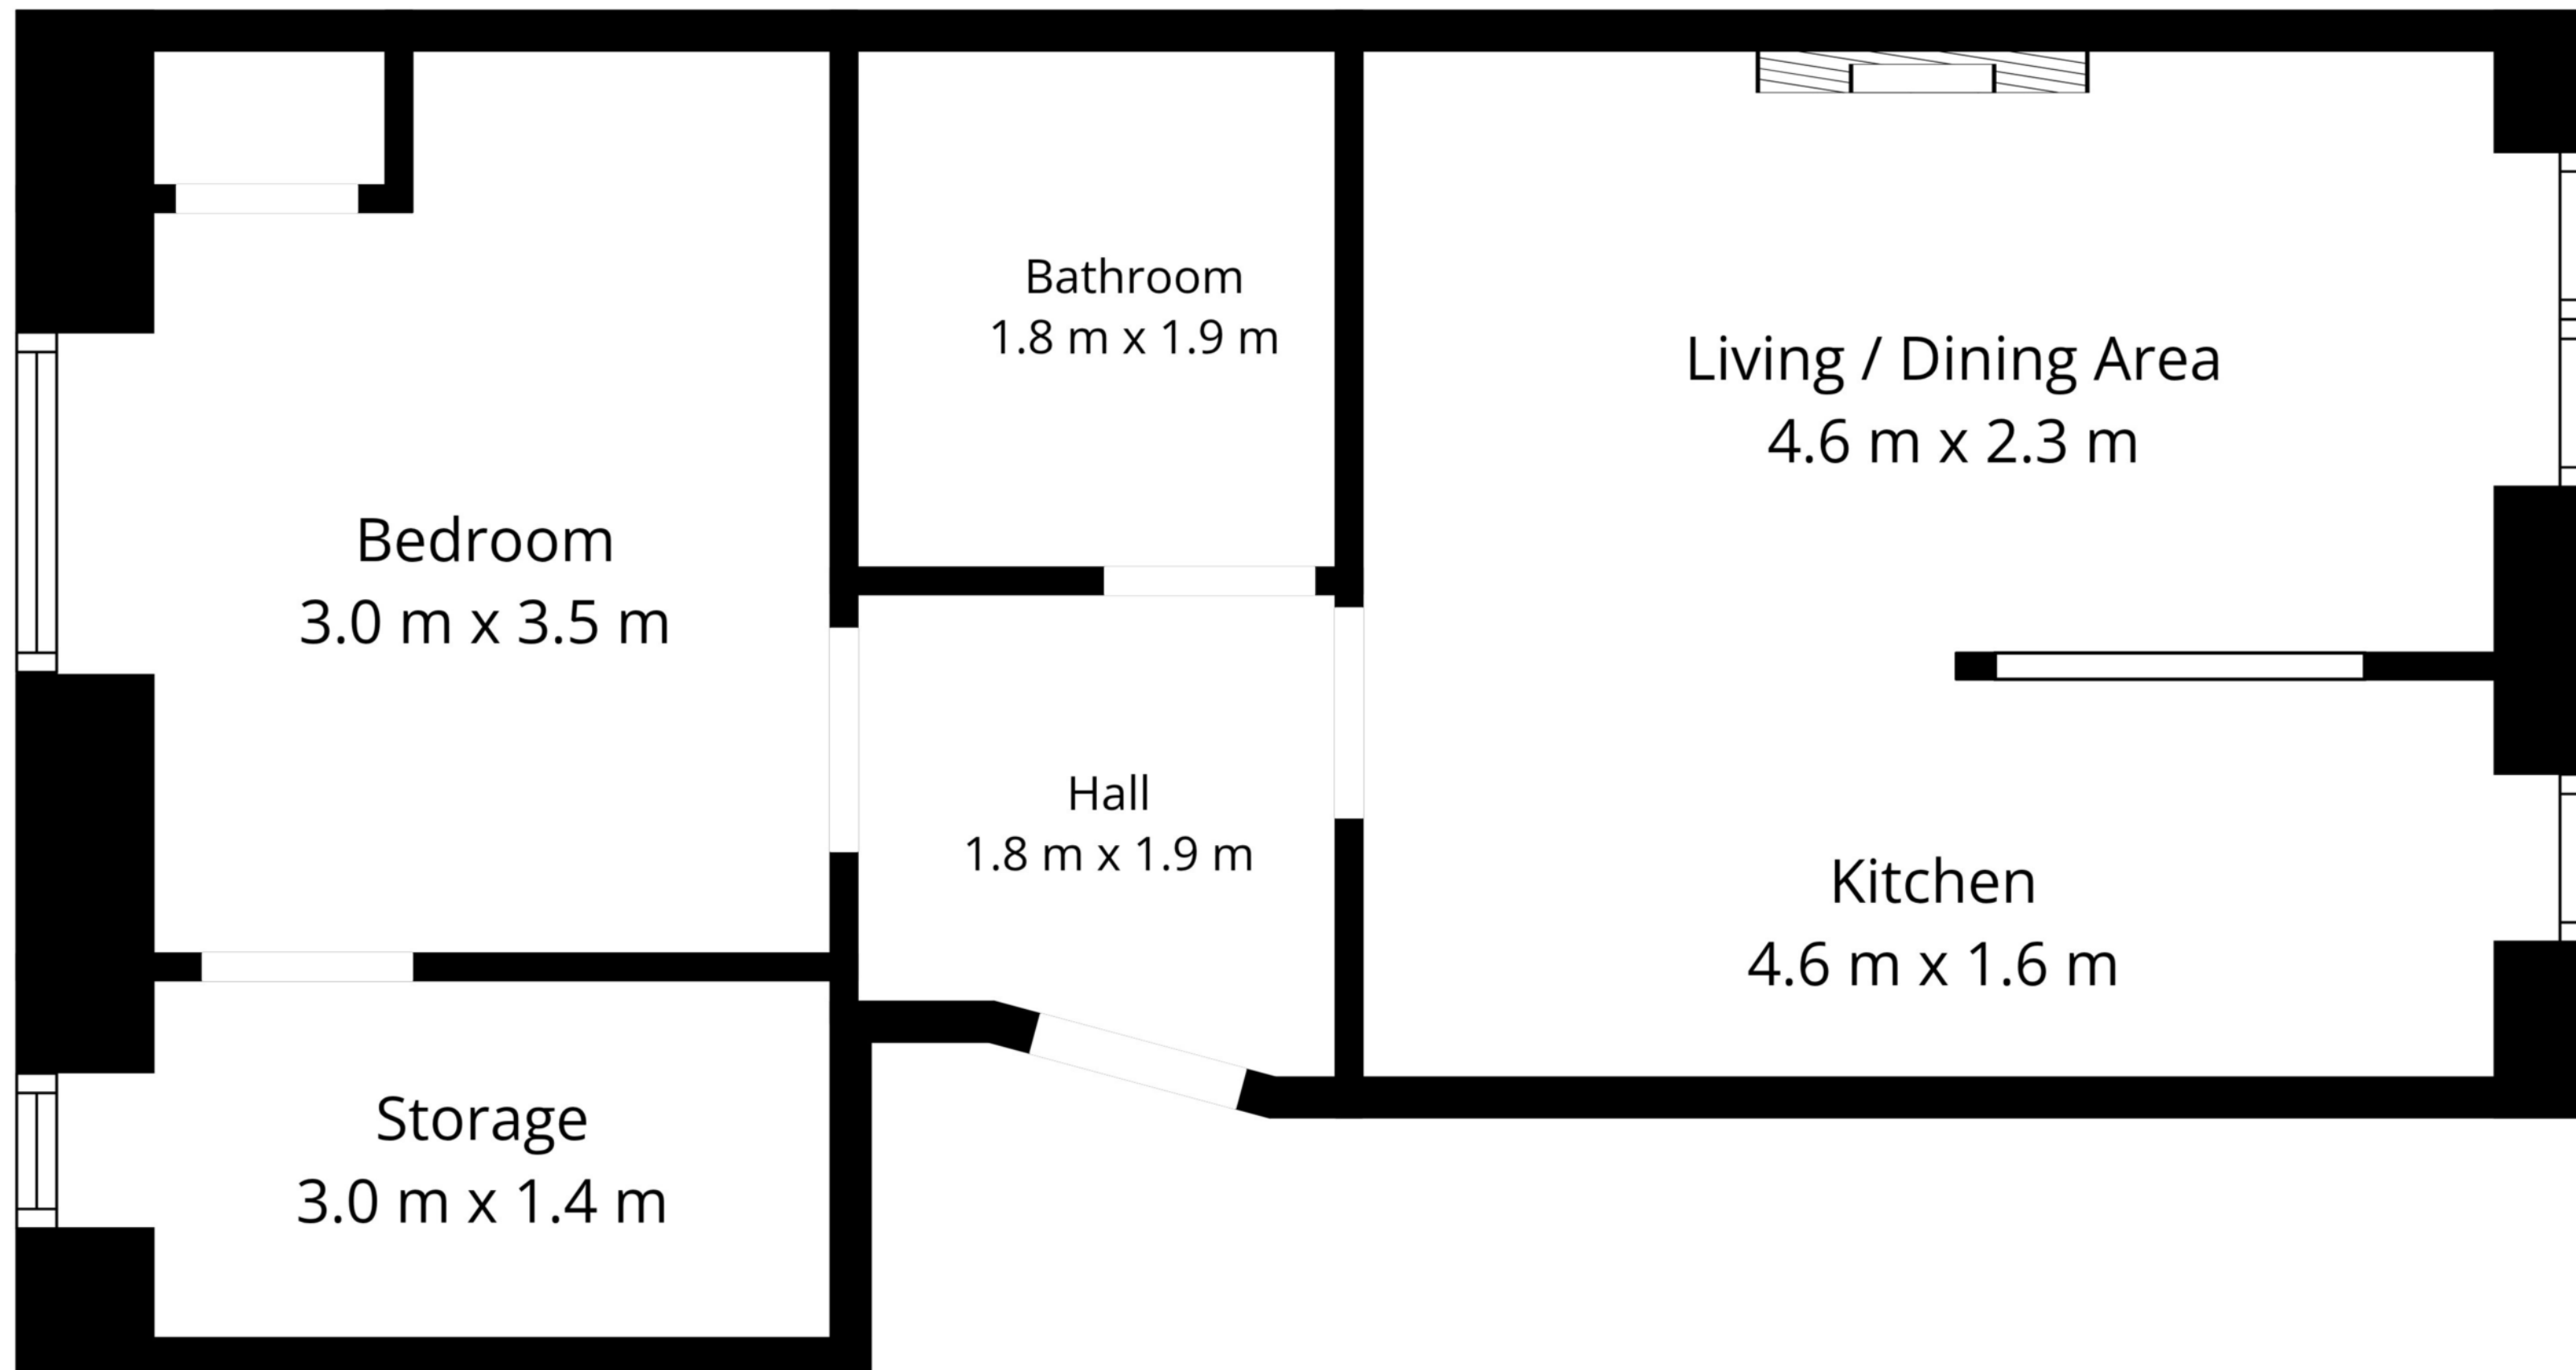 Bathroom
1.8 m x 1.9 m
Living / Dining Area
4.6 m x 2.3 m
Bedroom
3.0 m x 3.5 m
Hall
1.8 m x 1.9 m
Kitchen
4.6 m x 1.6 m
Storage
3.0 m x 1.4 m